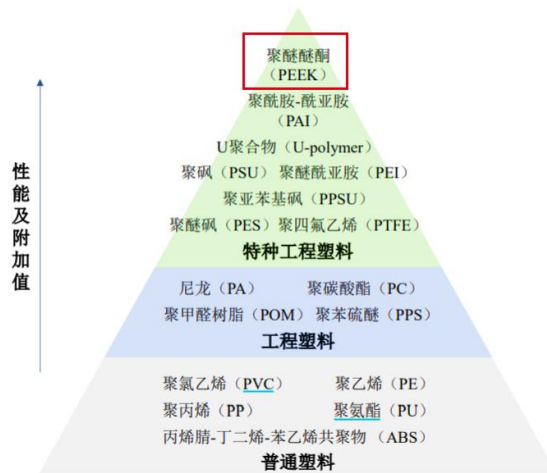 聚醚醚酮
（PEEK）
聚酰胺-酰亚胺
（PAI）
U聚合物（U-polymer）
聚砜（PSU） 聚醚酰亚胺（PEI）
聚亚苯基砜（PPSU）
聚醚砜（PES） 聚四氟乙烯（PTFE）
特种工程塑料
尼龙（PA） 聚碳酸酯（PC）
聚甲醛树脂（POM） 聚苯硫醚（PPS）
工程塑料
聚氯乙烯（PVC） 聚乙烯（PE）
聚丙烯（PP） 聚氨酯（PU）
丙烯腈-丁二烯-苯乙烯共聚物 （ABS）
普通塑料
性能及附加值